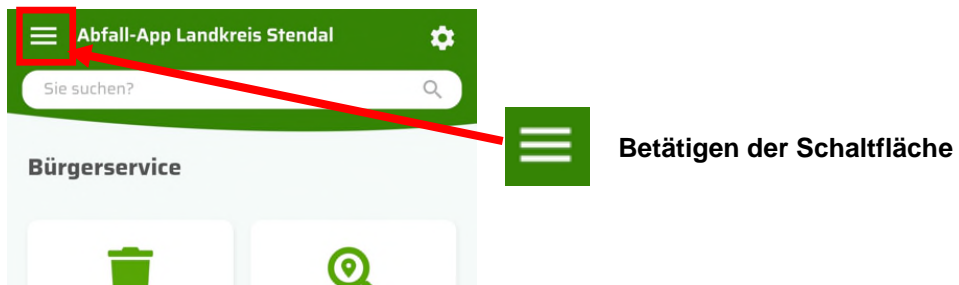 Abfall-App Landkreis Stendal
Sie suchen?
Betätigen der Schaltfläche
Bürgerservice